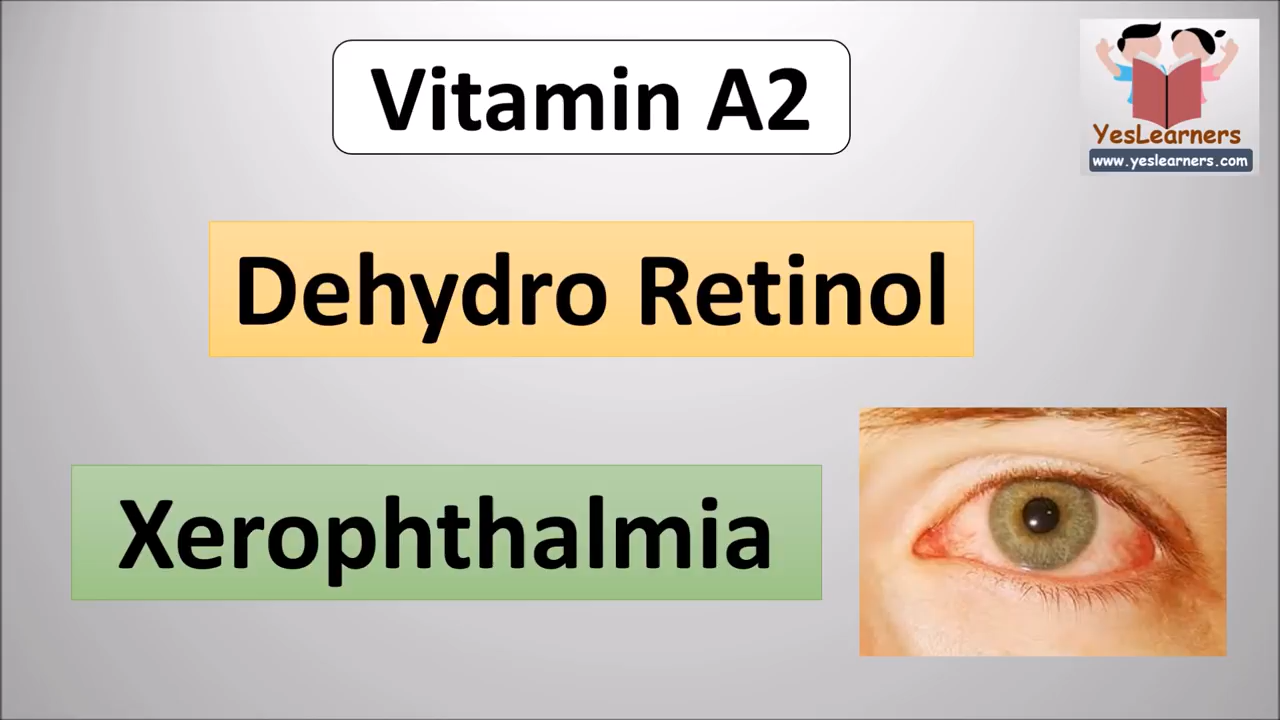 Vitamin A2
YesLearners
www.yeslearners.com
Dehydro Retinol
Xerophthalmia